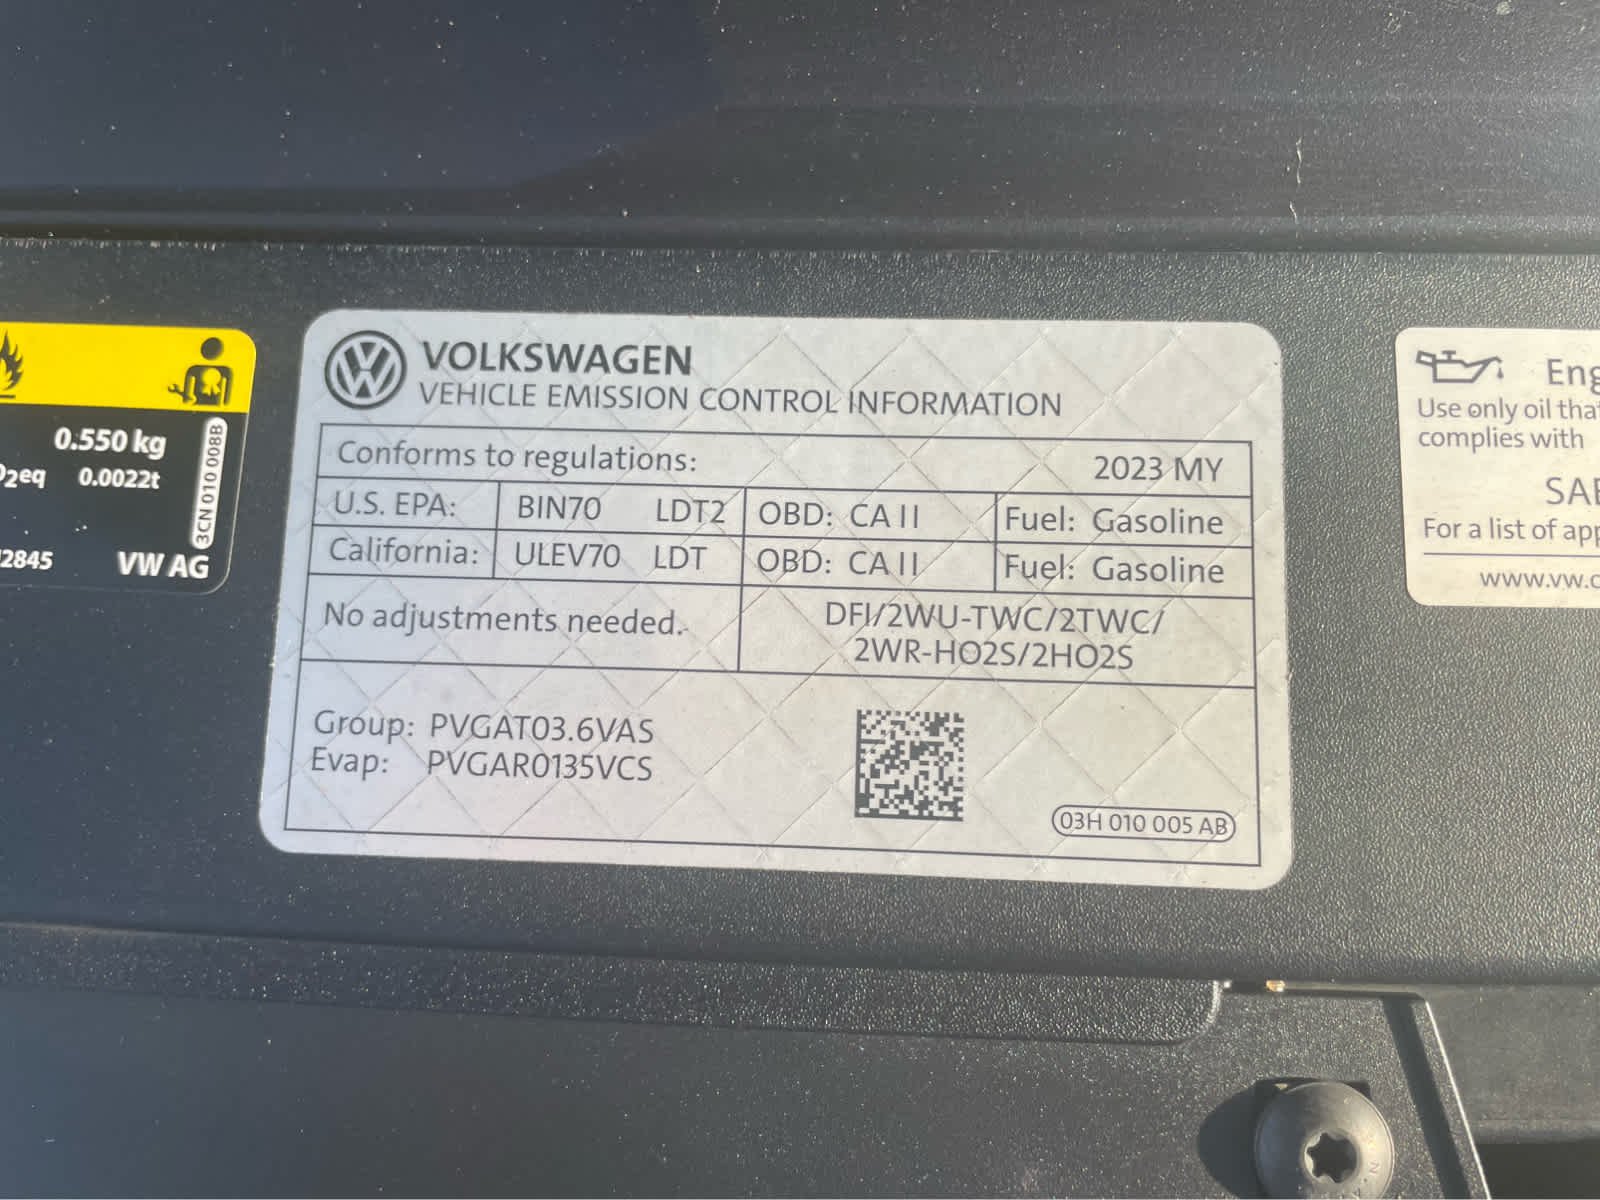 0.550 kg
2eq 0.0022t
2845 VW AG
3CN 010 008B
VOLKSWAGEN
VEHICLE EMISSION CONTROL INFORMATION
Conforms to regulations: 2023 MY
U.S. EPA: BIN70 LDT2 OBD: CA II Fuel: Gasoline
California: ULEV70 LDT OBD: CA II Fuel: Gasoline
No adjustments needed.
DFI/2WU-TWC/2TWC/
2WR-HO2S/2HO2S
Group: PVGAT03.6VAS
Evap: PVGAR0135VCS
03H 010 005 AB
Eng
Use only oil that
complies with
SAE
For a list of app
www.vw.c